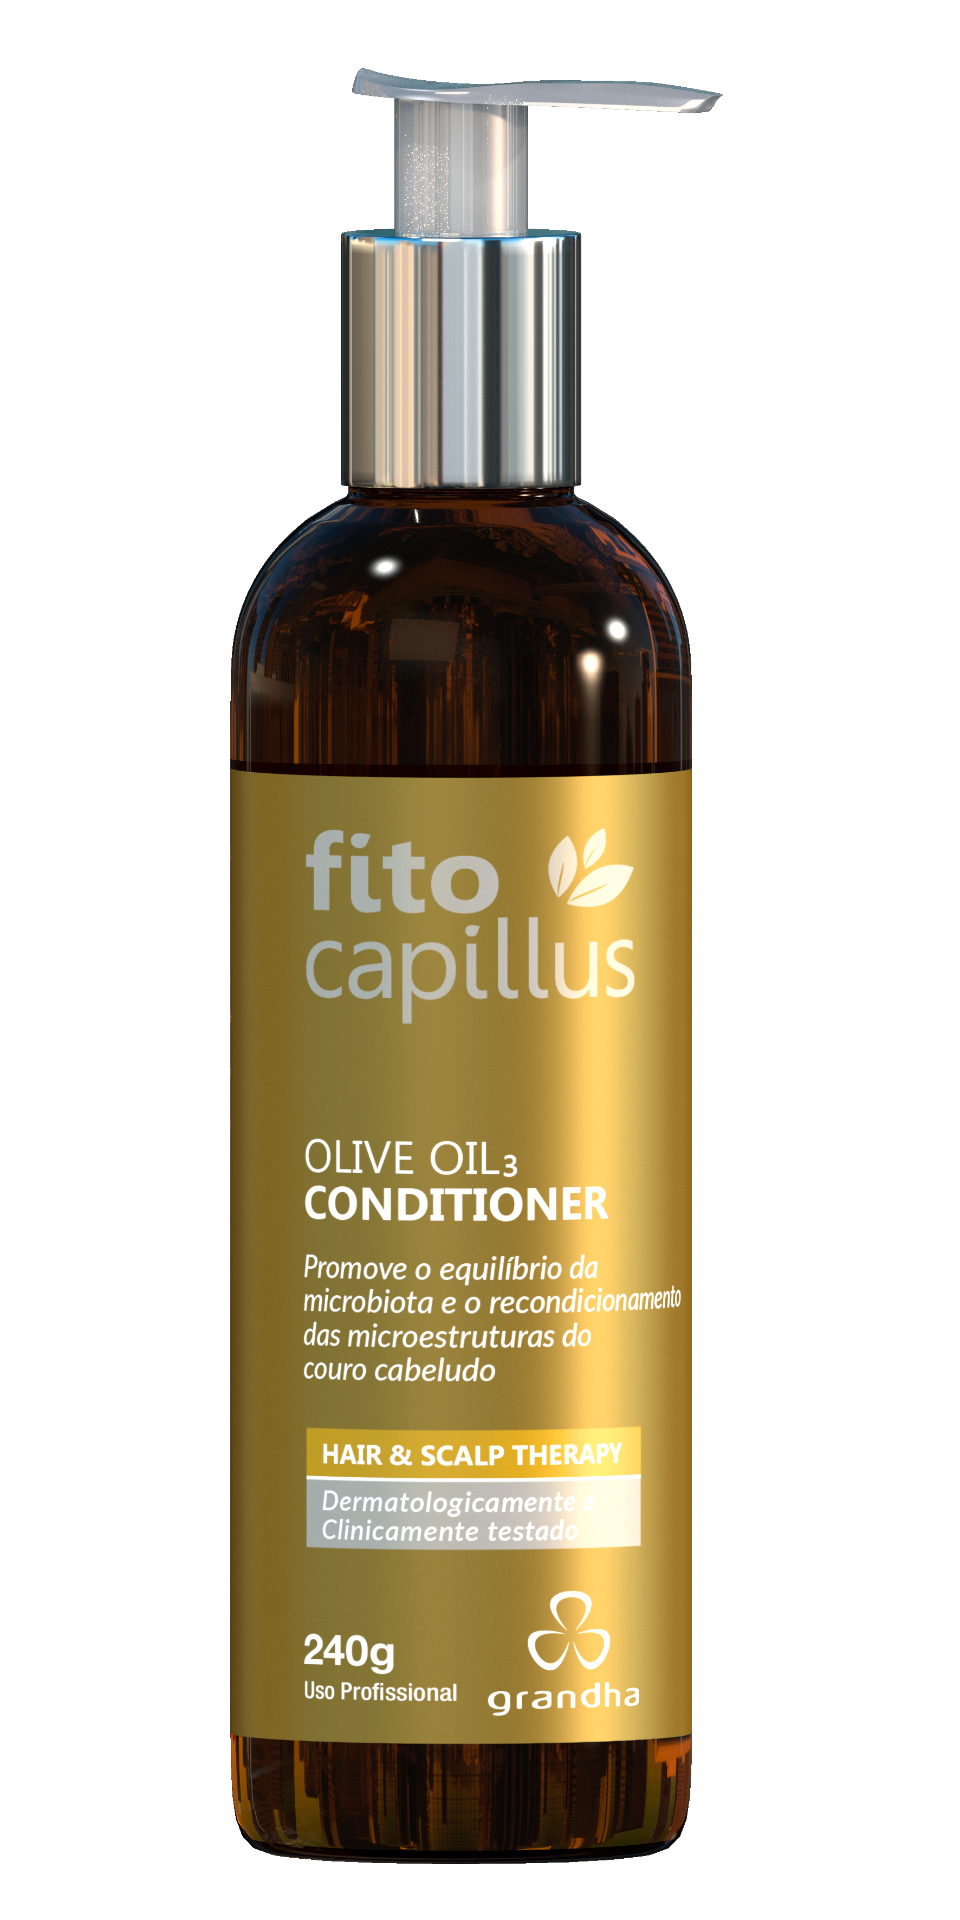 fito
capillus
OLIVE OIL3
CONDITIONER
Promove o equilíbrio da
microbiota e o recondicionamento
das microestruturas do
couro cabeludo
HAIR & SCALP THERAPY
Dermatologicamente e
Clinicamente testado
240g
Uso Profissional
grandha